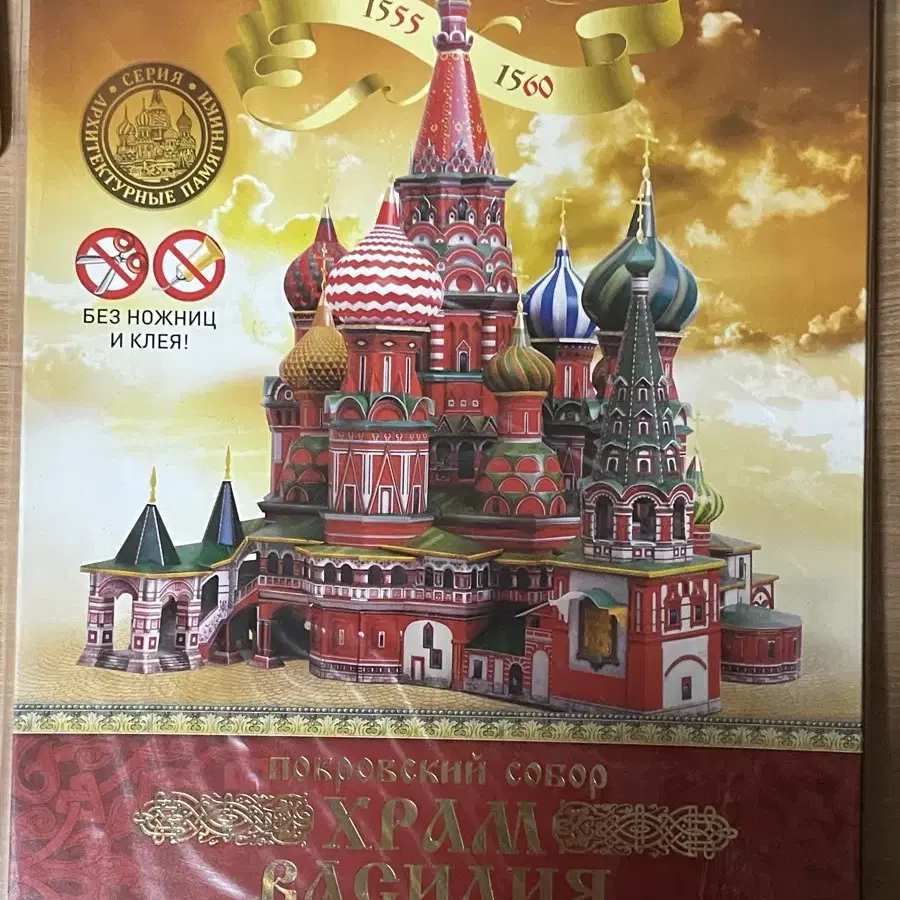 1555
1560
СЕРИЯ • АРХИТЕКТУРНЫЕ ПАМЯТНИКИ •
БЕЗ НОЖНИЦ
И КЛЕЯ!
ПОКРОВСКИЙ СОБОР
ХРАМ
ВАСИЛИЯ